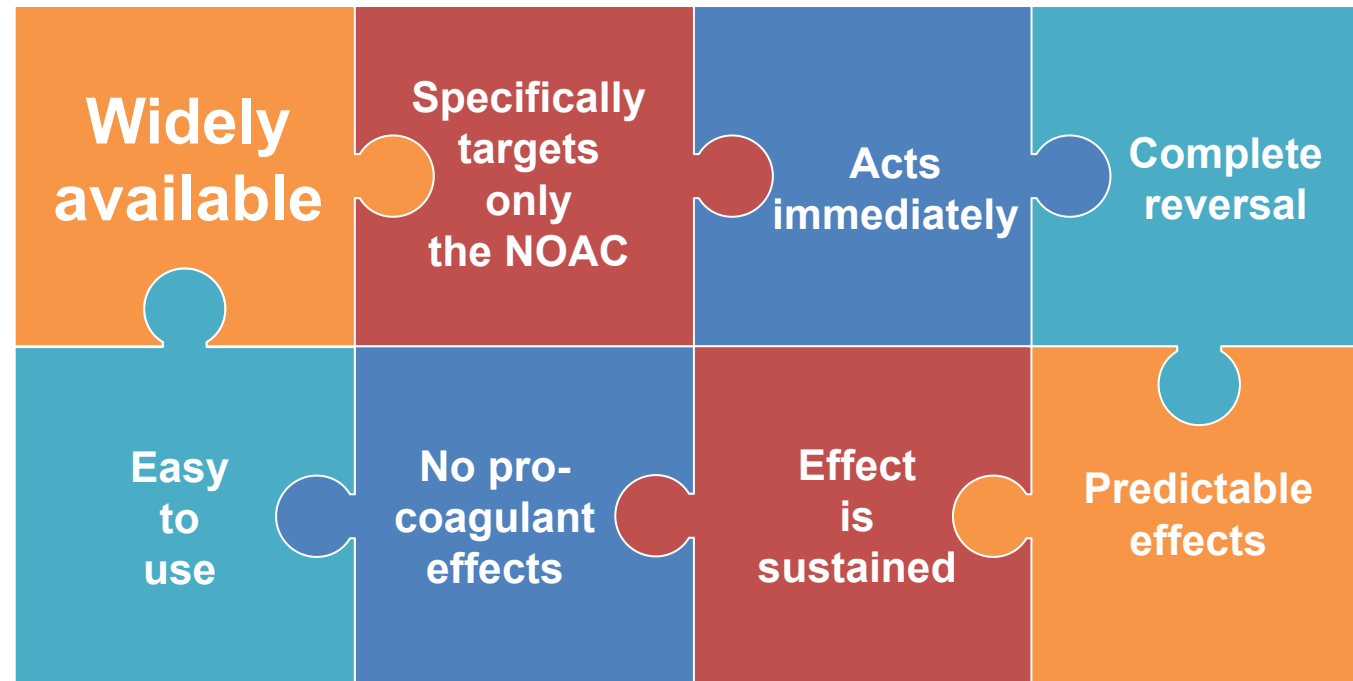 Widely
available
Specifically
targets
only
the NOAC
Acts
immediately
Complete
reversal
Easy
to
use
No pro-
coagulant
effects
Effect
is
sustained
Predictable
effects